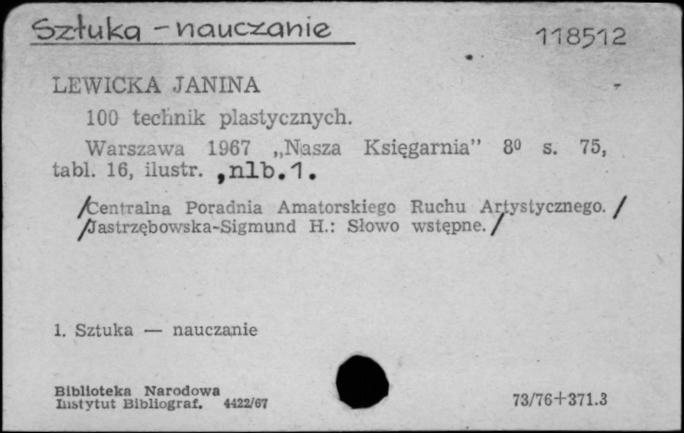 Sztuka - nauczanie
118512
LEWICKA JANINA
100 technik plastycznych.
Warszawa 1967 „Nasza Księgarnia” 8⁰ s. 75,
tabl. 16, ilustr. ,nlb.1.
/Centralna Poradnia Amatorskiego Ruchu Artystycznego. /
/Jastrzębowska-Sigmund H.: Słowo wstępne. /
1. Sztuka — nauczanie
Biblioteka Narodowa
Instytut Bibliograf. 4422/67
73/76+371.3